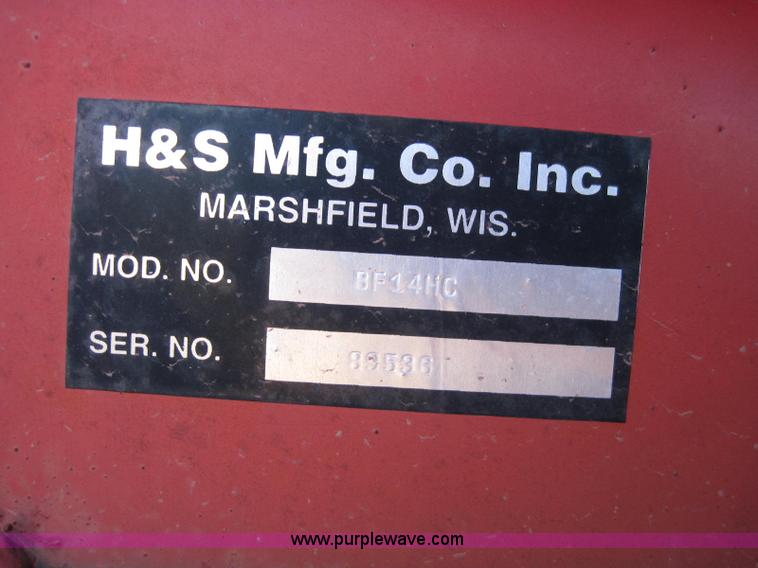 H&S Mfg. Co. Inc.
MARSHFIELD, WIS.
MOD. NO. BF14HC
SER. NO.
www.purplewave.com